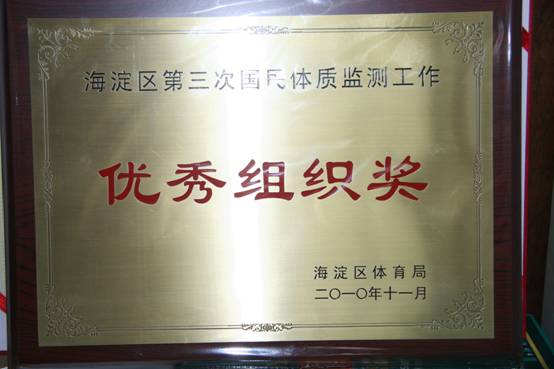 海淀区第三次国民体质监测工作
优秀组织奖
海淀区体育局
二〇一〇年十一月